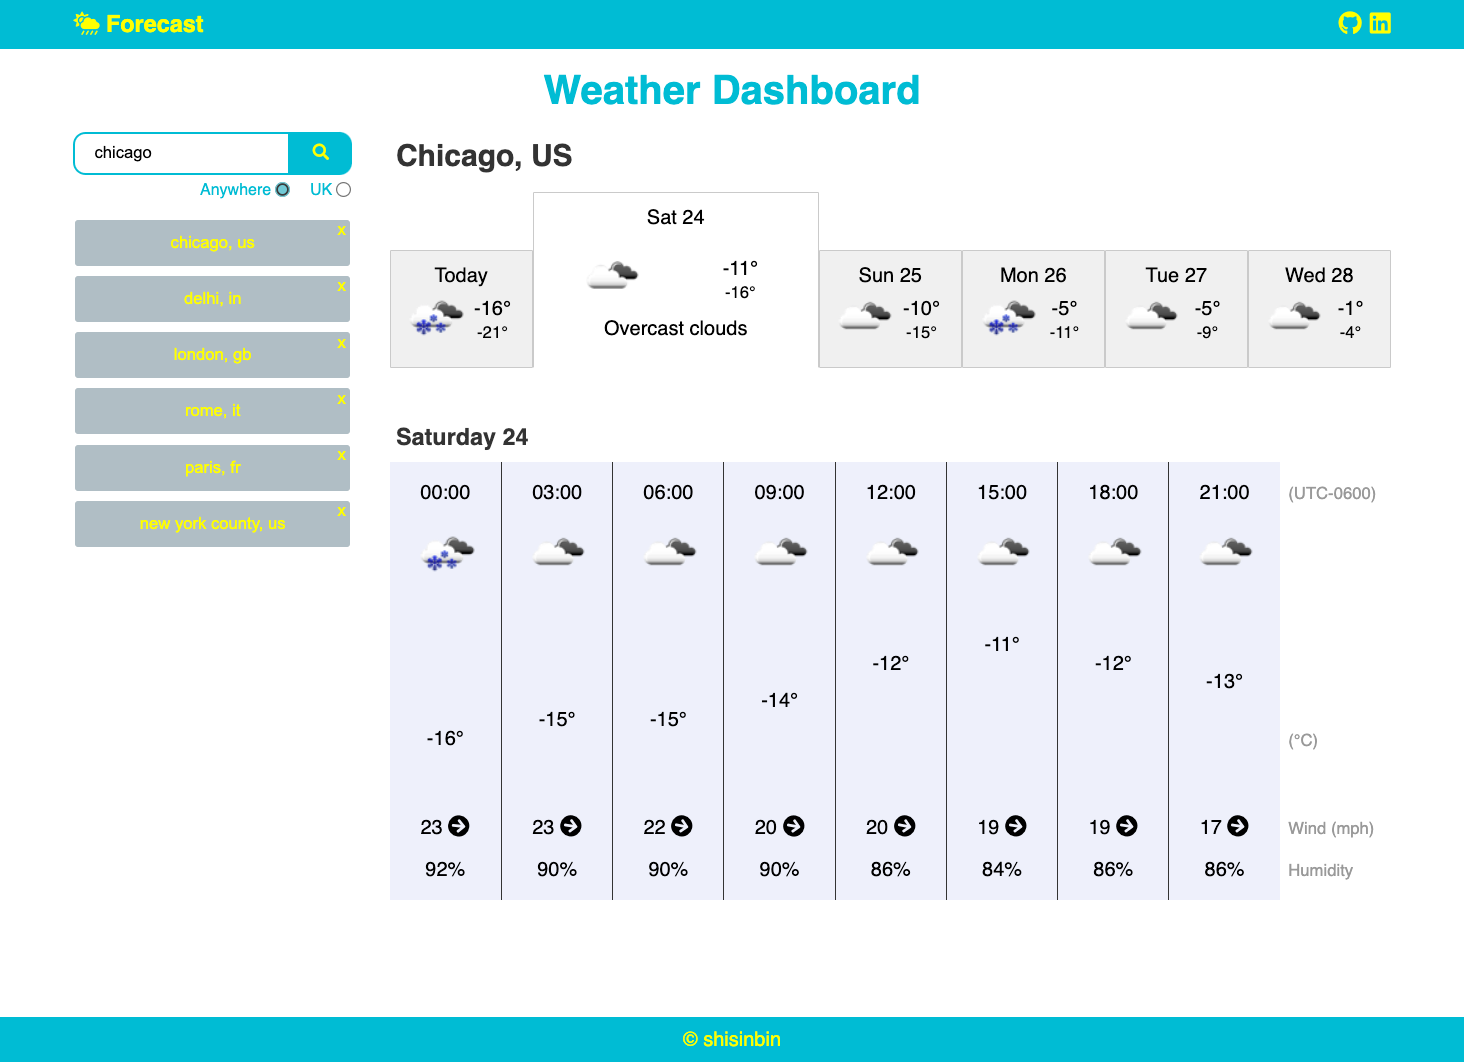 Forecast
Weather Dashboard
chicago
Anywhere UK
chicago, us x
delhi, in x
london, gb x
rome, it x
paris, fr x
new york county, us x
Chicago, US
Today
-16°
-21°
Sat 24
-11°
-16°
Overcast clouds
Sun 25
-10°
-15°
Mon 26
-5°
-11°
Tue 27
-5°
-9°
Wed 28
-1°
-4°
Saturday 24
00:00 03:00 06:00 09:00 12:00 15:00 18:00 21:00 (UTC-0600)
-16° -15° -15° -14° -12° -11° -12° -13° (°C)
23 23 22 20 20 19 19 17 Wind (mph)
92% 90% 90% 90% 86% 84% 86% 86% Humidity
© shisinbin